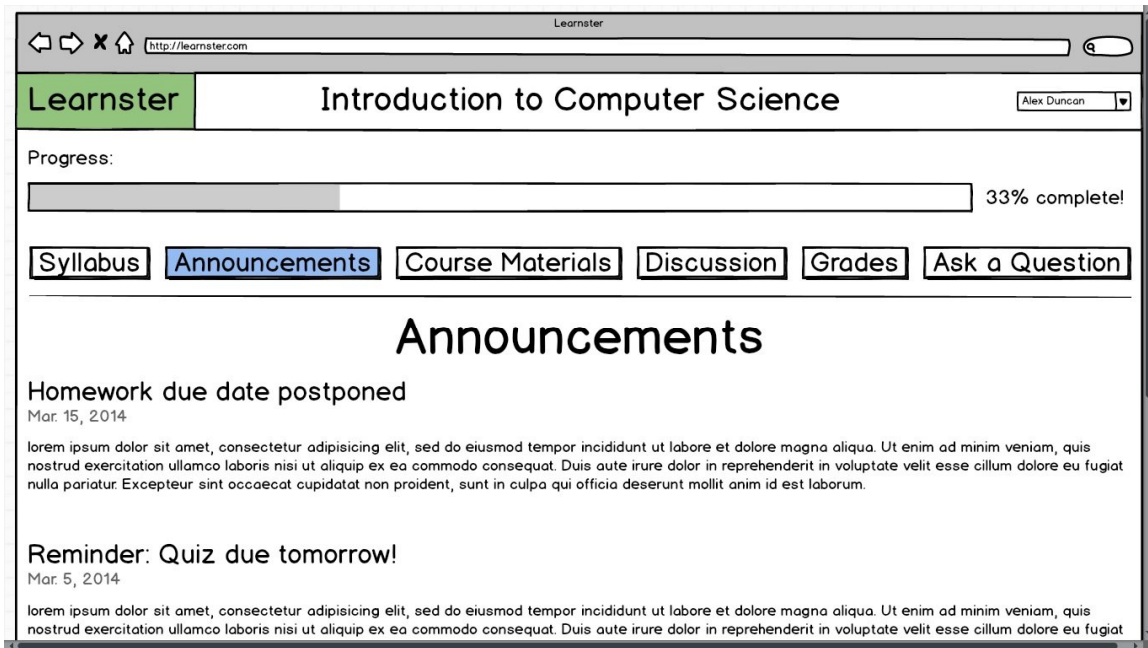 Learnster
http://learnster.com
Learnster
Introduction to Computer Science
Alex Duncan
Progress:
33% complete!
Syllabus
Announcements
Course Materials
Discussion
Grades
Ask a Question
Announcements
Homework due date postponed
Mar. 15, 2014
lorem ipsum dolor sit amet, consectetur adipisicing elit, sed do eiusmod tempor incididunt ut labore et dolore magna aliqua. Ut enim ad minim veniam, quis
nostrud exercitation ullamco laboris nisi ut aliquip ex ea commodo consequat. Duis aute irure dolor in reprehenderit in voluptate velit esse cillum dolore eu fugiat
nulla pariatur. Excepteur sint occaecat cupidatat non proident, sunt in culpa qui officia deserunt mollit anim id est laborum.
Reminder: Quiz due tomorrow!
Mar. 5, 2014
lorem ipsum dolor sit amet, consectetur adipisicing elit, sed do eiusmod tempor incididunt ut labore et dolore magna aliqua. Ut enim ad minim veniam, quis
nostrud exercitation ullamco laboris nisi ut aliquip ex ea commodo consequat. Duis aute irure dolor in reprehenderit in voluptate velit esse cillum dolore eu fugiat